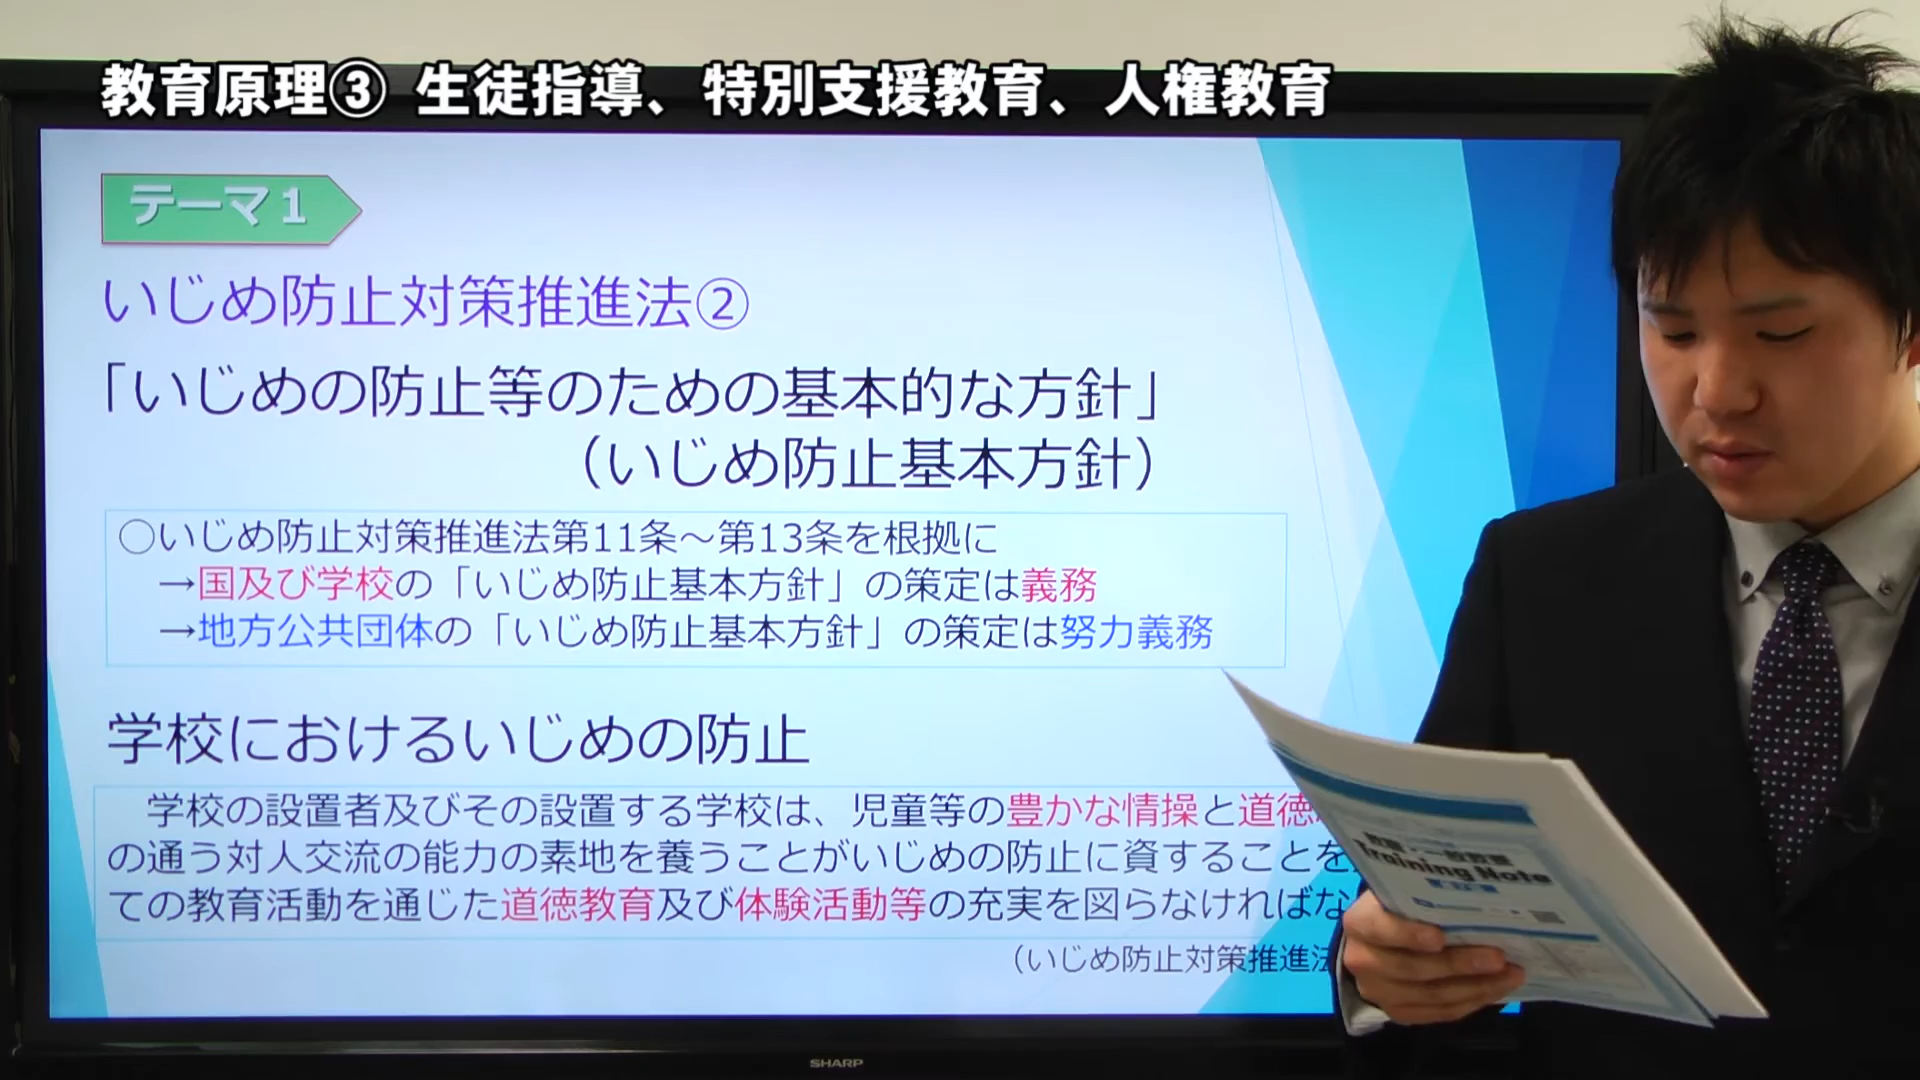 教育原理③ 生徒指導、特別支援教育、人権教育
テーマ1
いじめ防止対策推進法②
「いじめの防止等のための基本的な方針」
（いじめ防止基本方針）
○いじめ防止対策推進法第11条～第13条を根拠に
→国及び学校の「いじめ防止基本方針」の策定は義務
→地方公共団体の「いじめ防止基本方針」の策定は努力義務
学校におけるいじめの防止
学校の設置者及びその設置する学校は、児童等の豊かな情操と道徳
の通う対人交流の能力の素地を養うことがいじめの防止に資することを
ての教育活動を通じた道徳教育及び体験活動等の充実を図らなければな
（いじめ防止対策推進法
Training Note
SHARP